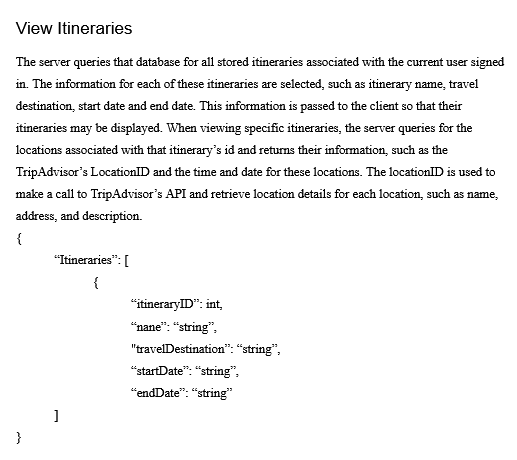 View Itineraries
The server queries that database for all stored itineraries associated with the current user signed
in. The information for each of these itineraries are selected, such as itinerary name, travel
destination, start date and end date. This information is passed to the client so that their
itineraries may be displayed. When viewing specific itineraries, the server queries for the
locations associated with that itinerary’s id and returns their information, such as the
TripAdvisor’s LocationID and the time and date for these locations. The locationID is used to
make a call to TripAdvisor’s API and retrieve location details for each location, such as name,
address, and description.
{
“Itineraries”: [
{
“itineraryID”: int,
“nane”: “string”,
"travelDestination”: “string”,
“startDate”: “string”,
“endDate”: “string”
]
}